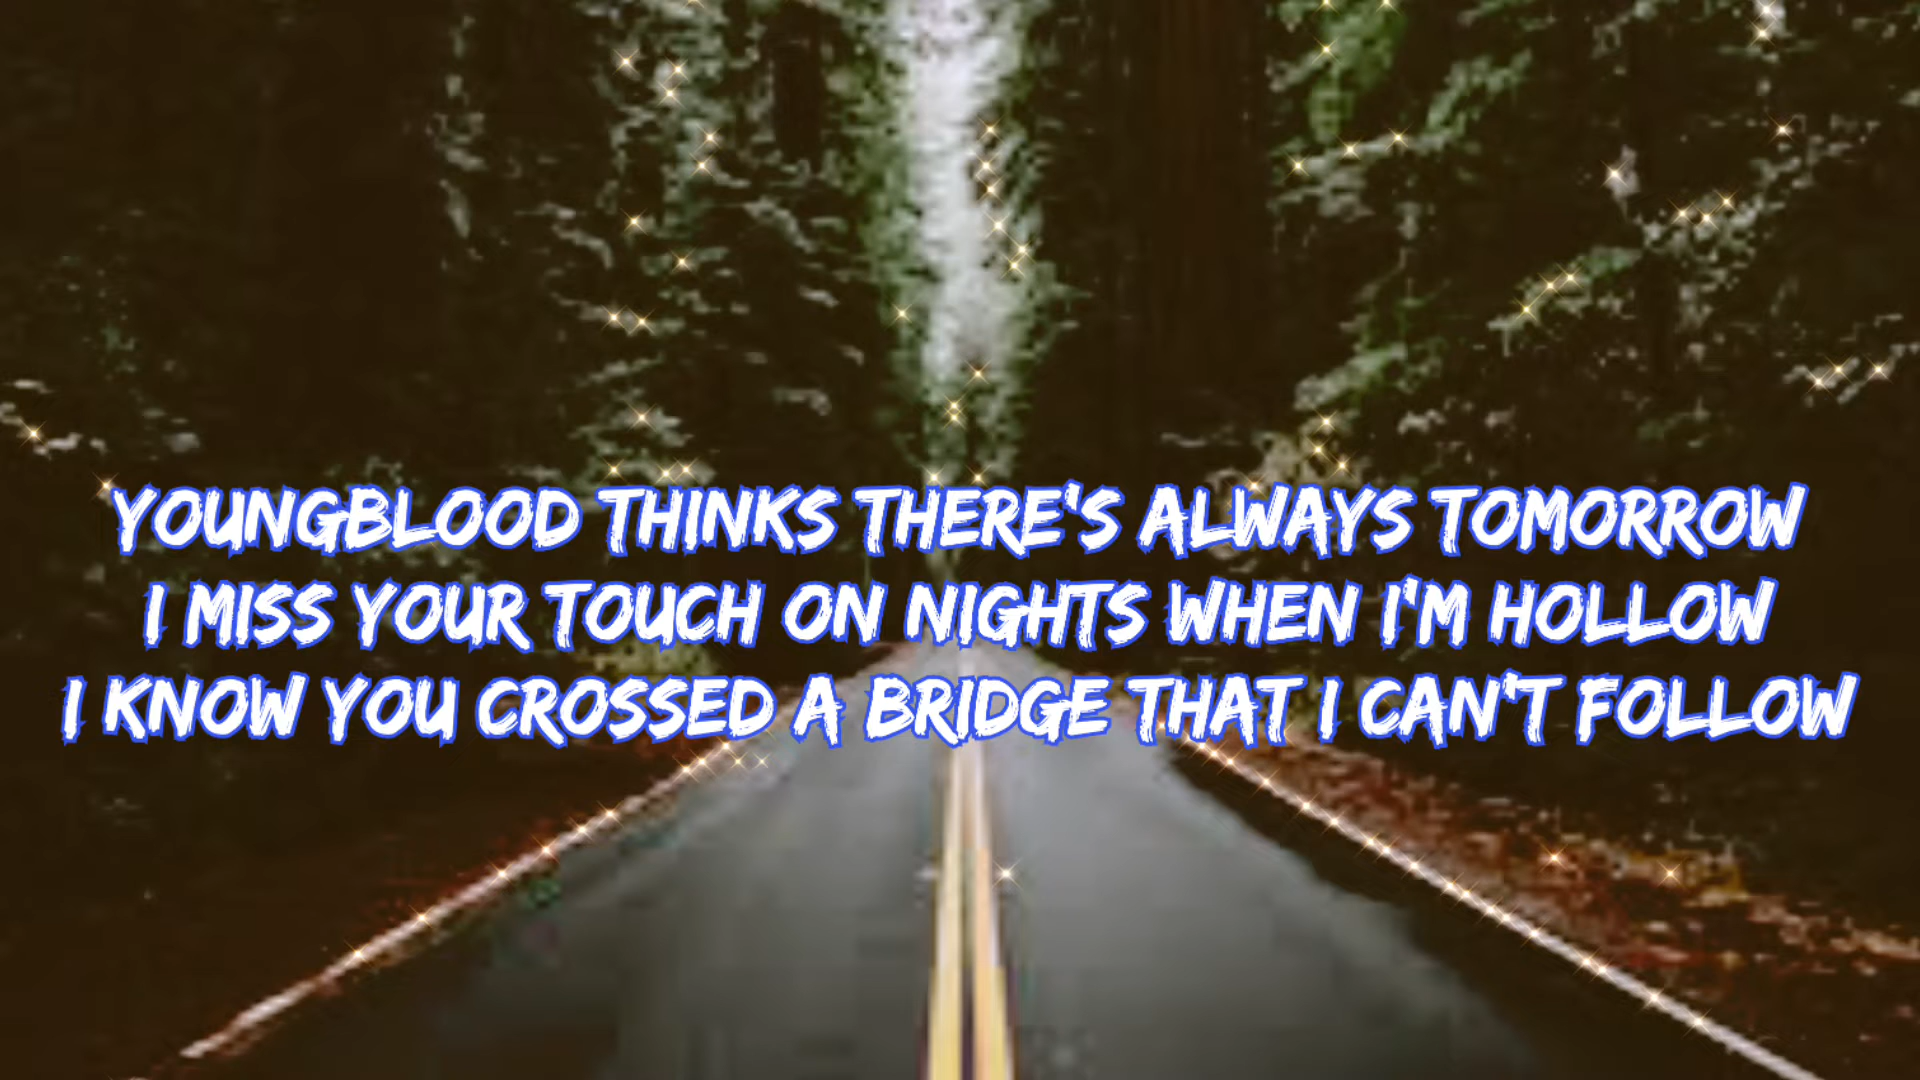 YOUNGBLOOD THINKS THERE'S ALWAYS TOMORROW
I MISS YOUR TOUCH ON NIGHTS WHEN I'M HOLLOW
I KNOW YOU CROSSED A BRIDGE THAT I CAN'T FOLLOW